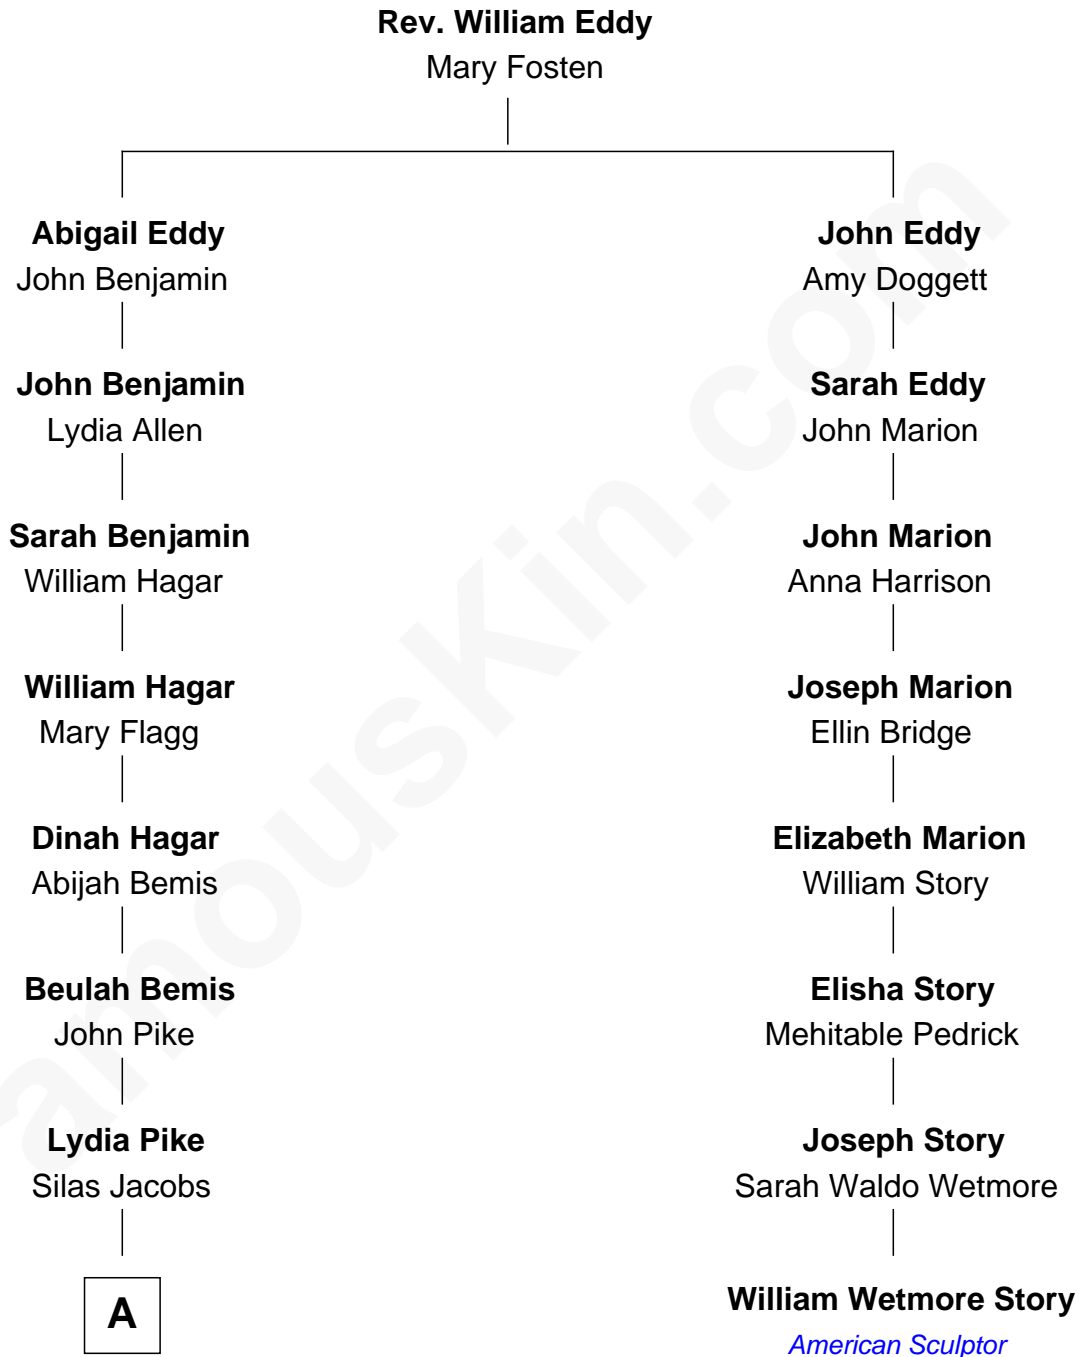 Rev. William Eddy
Mary Fosten
Abigail Eddy
John Benjamin
John Eddy
Amy Doggett
John Benjamin
Lydia Allen
Sarah Eddy
John Marion
Sarah Benjamin
William Hagar
John Marion
Anna Harrison
William Hagar
Mary Flagg
Joseph Marion
Ellin Bridge
Dinah Hagar
Abijah Bemis
Elizabeth Marion
William Story
Beulah Bemis
John Pike
Elisha Story
Mehitable Pedrick
Lydia Pike
Silas Jacobs
Joseph Story
Sarah Waldo Wetmore
A
William Wetmore Story
American Sculptor
amouskin.com